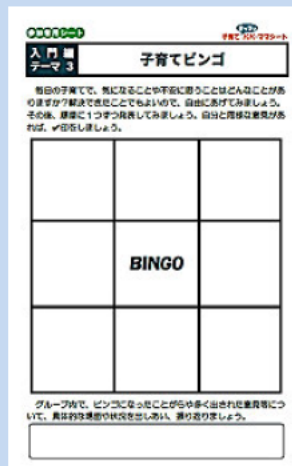 入門編
テーマ 3
子育てビンゴ
毎日の子育てで、気になることや不安に思うことはどんなことがあ
りますか？解決できたことでもよいので、自由にあげてみましょう。
その後、順番に1つずつ発表してみましょう。自分と同様な意見があ
れば、✔印をしましょう。
BINGO
グループ内で、ビンゴになったことがらや多く出された意見等につ
いて、具体的な場面や状況を出しあい、振り返りましょう。